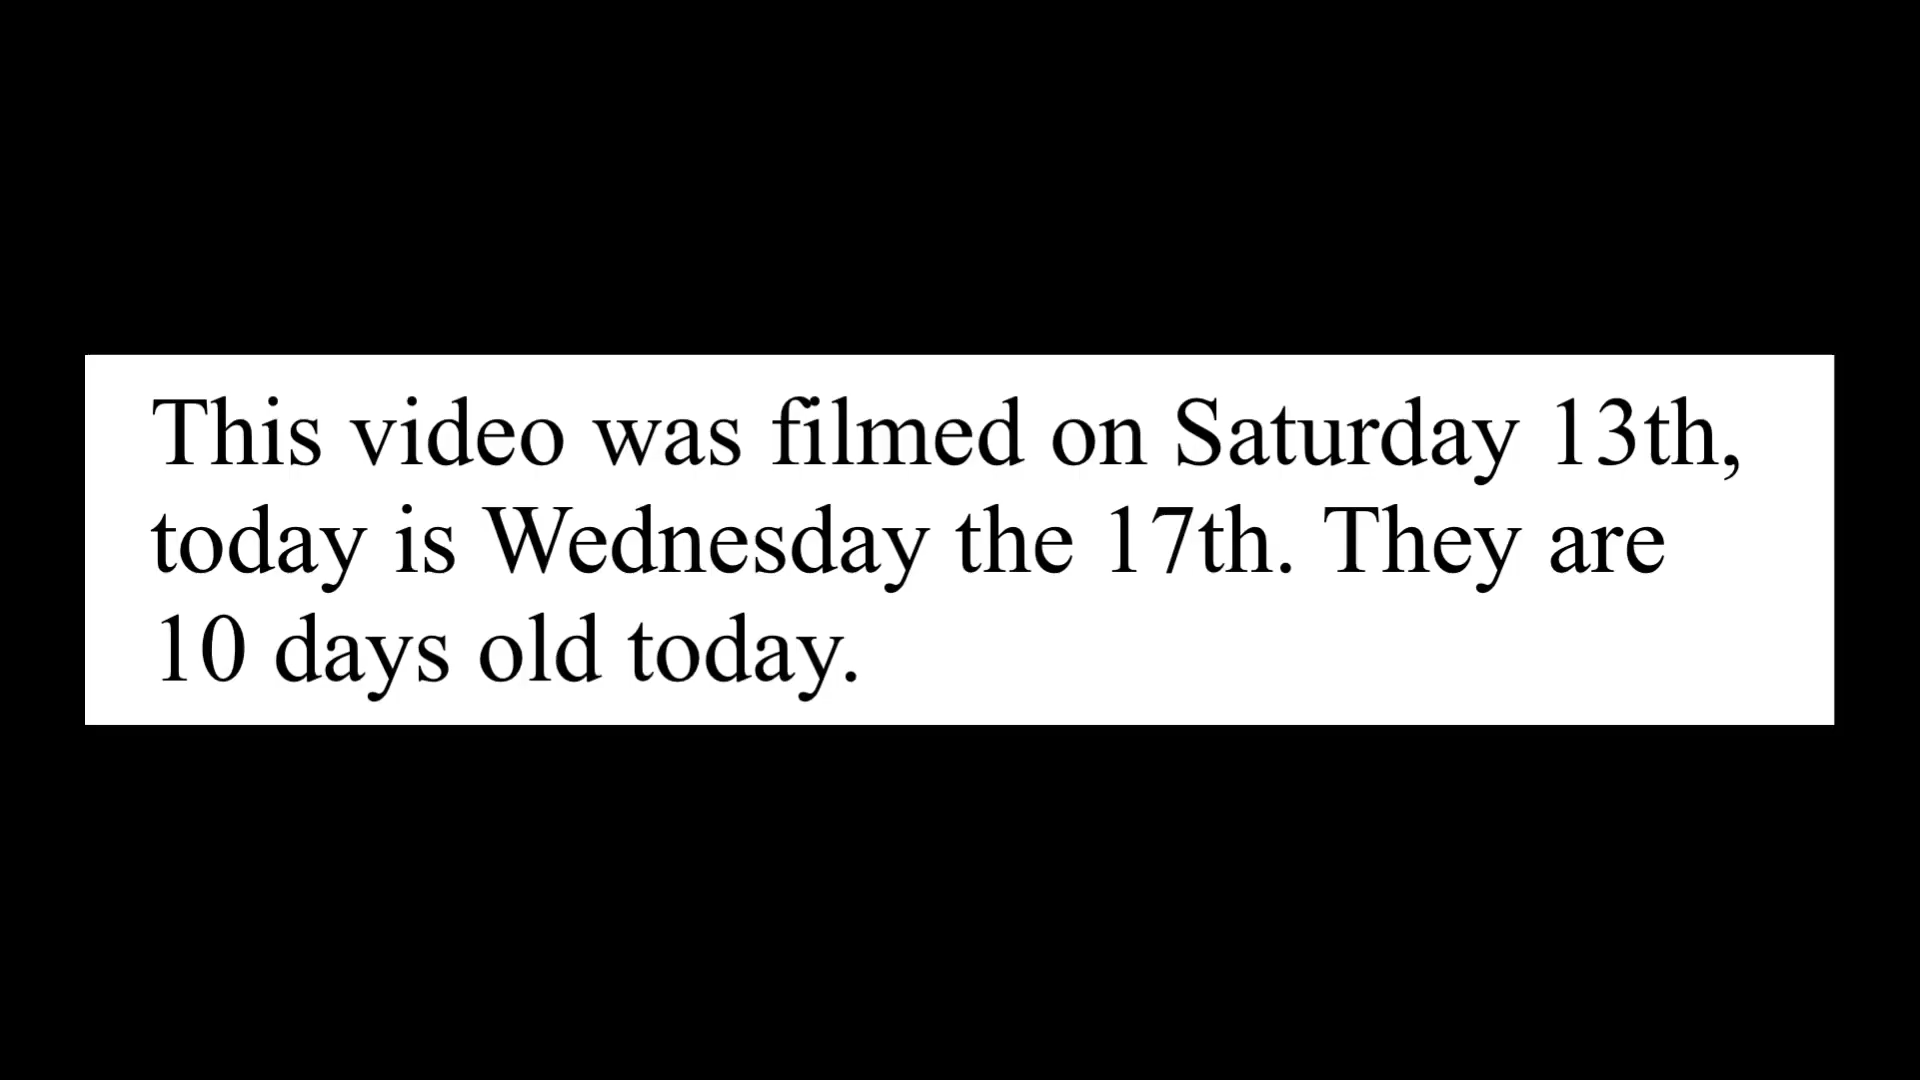 This video was filmed on Saturday 13th,
today is Wednesday the 17th. They are
10 days old today.